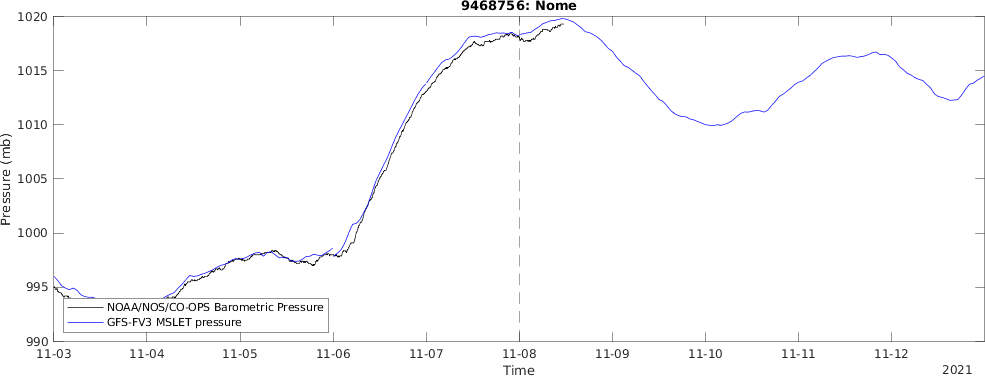 9468756: Nome
1020
1015
1010
1005
1000
995
990
Pressure (mb)
NOAA/NOS/CO-OPS Barometric Pressure
GFS-FV3 MSLET pressure
11-03 11-04 11-05 11-06 11-07 11-08 11-09 11-10 11-11 11-12
Time
2021